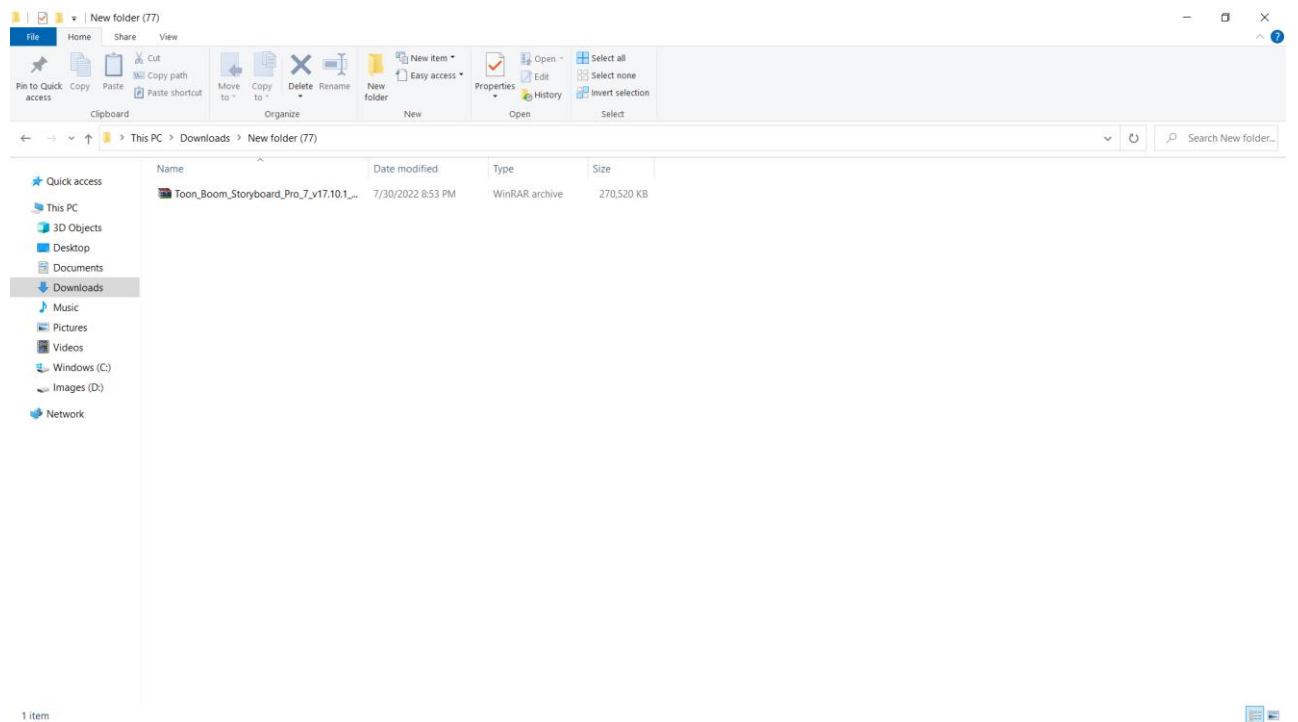 New folder (77)
File Home Share View
Pin to Quick access
Copy
Paste
Cut
Copy path
Paste shortcut
Clipboard
Move to
Copy to
Delete
Rename
Organize
New folder
New item
Easy access
New
Properties
Open
Edit
History
Open
Select all
Select none
Invert selection
Select
This PC > Downloads > New folder (77)
Search New folder...
Name Date modified Type Size
Toon_Boom_Storyboard_Pro_7_v17.10.1_... 7/30/2022 8:53 PM WinRAR archive 270,520 KB
Quick access
This PC
3D Objects
Desktop
Documents
Downloads
Music
Pictures
Videos
Windows (C:)
Images (D:)
Network
1 item